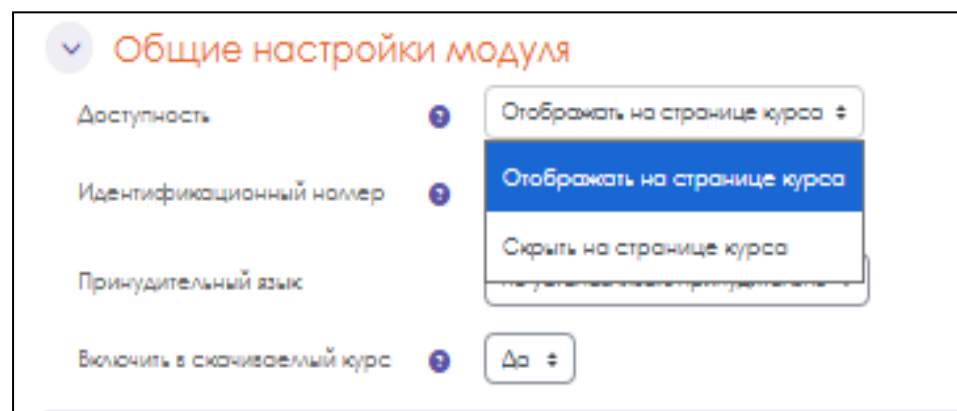 Общие настройки модуля
Доступность
Отображать на странице курса
Отображать на странице курса
Идентификационный номер
Скрыть на странице курса
Принудительный язык
Включить в скачиваемый курс
Да